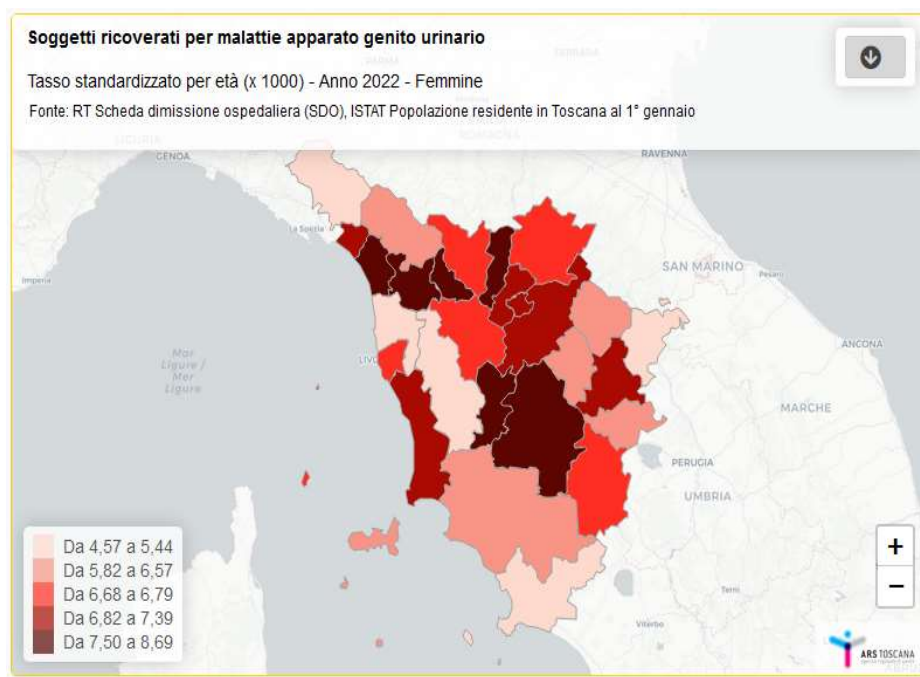 Soggetti ricoverati per malattie apparato genito urinario
Tasso standardizzato per età (x 1000) - Anno 2022 - Femmine
Fonte: RT Scheda dimissione ospedaliera (SDO), ISTAT Popolazione residente in Toscana al 1° gennaio
GENOA
RAVENNA
La Spezia
Imperia
SAN MARINO
Pesaro
ANCONA
Mar
Ligure /
Mer
Ligure
LIVO
MARCHE
PERUGIA
UMBRIA
Terni
Viterbo
Da 4,57 a 5,44
Da 5,82 a 6,57
Da 6,68 a 6,79
Da 6,82 a 7,39
Da 7,50 a 8,69
+
−
ARS TOSCANA